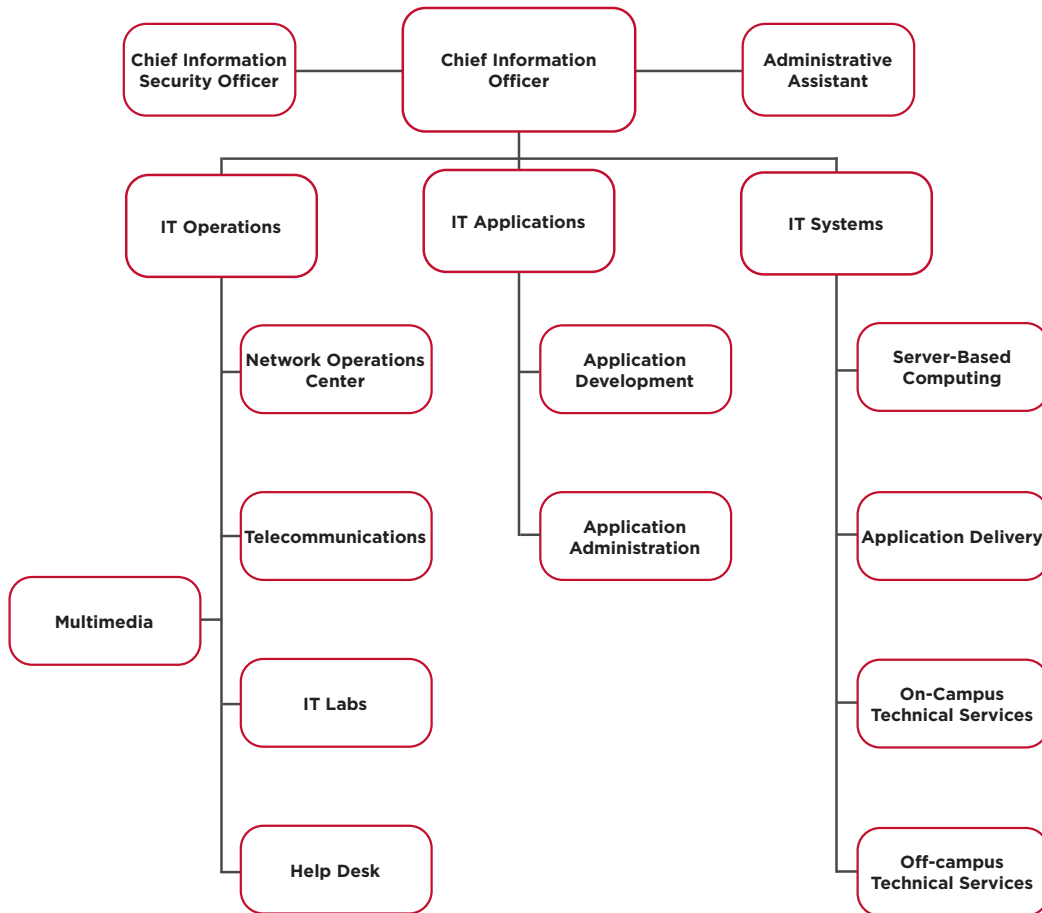 Chief Information
Security Officer
Chief Information
Officer
Administrative
Assistant
IT Operations
IT Applications
IT Systems
Network Operations
Center
Application
Development
Server-Based
Computing
Telecommunications
Application
Administration
Application Delivery
Multimedia
IT Labs
On-Campus
Technical Services
Help Desk
Off-campus
Technical Services